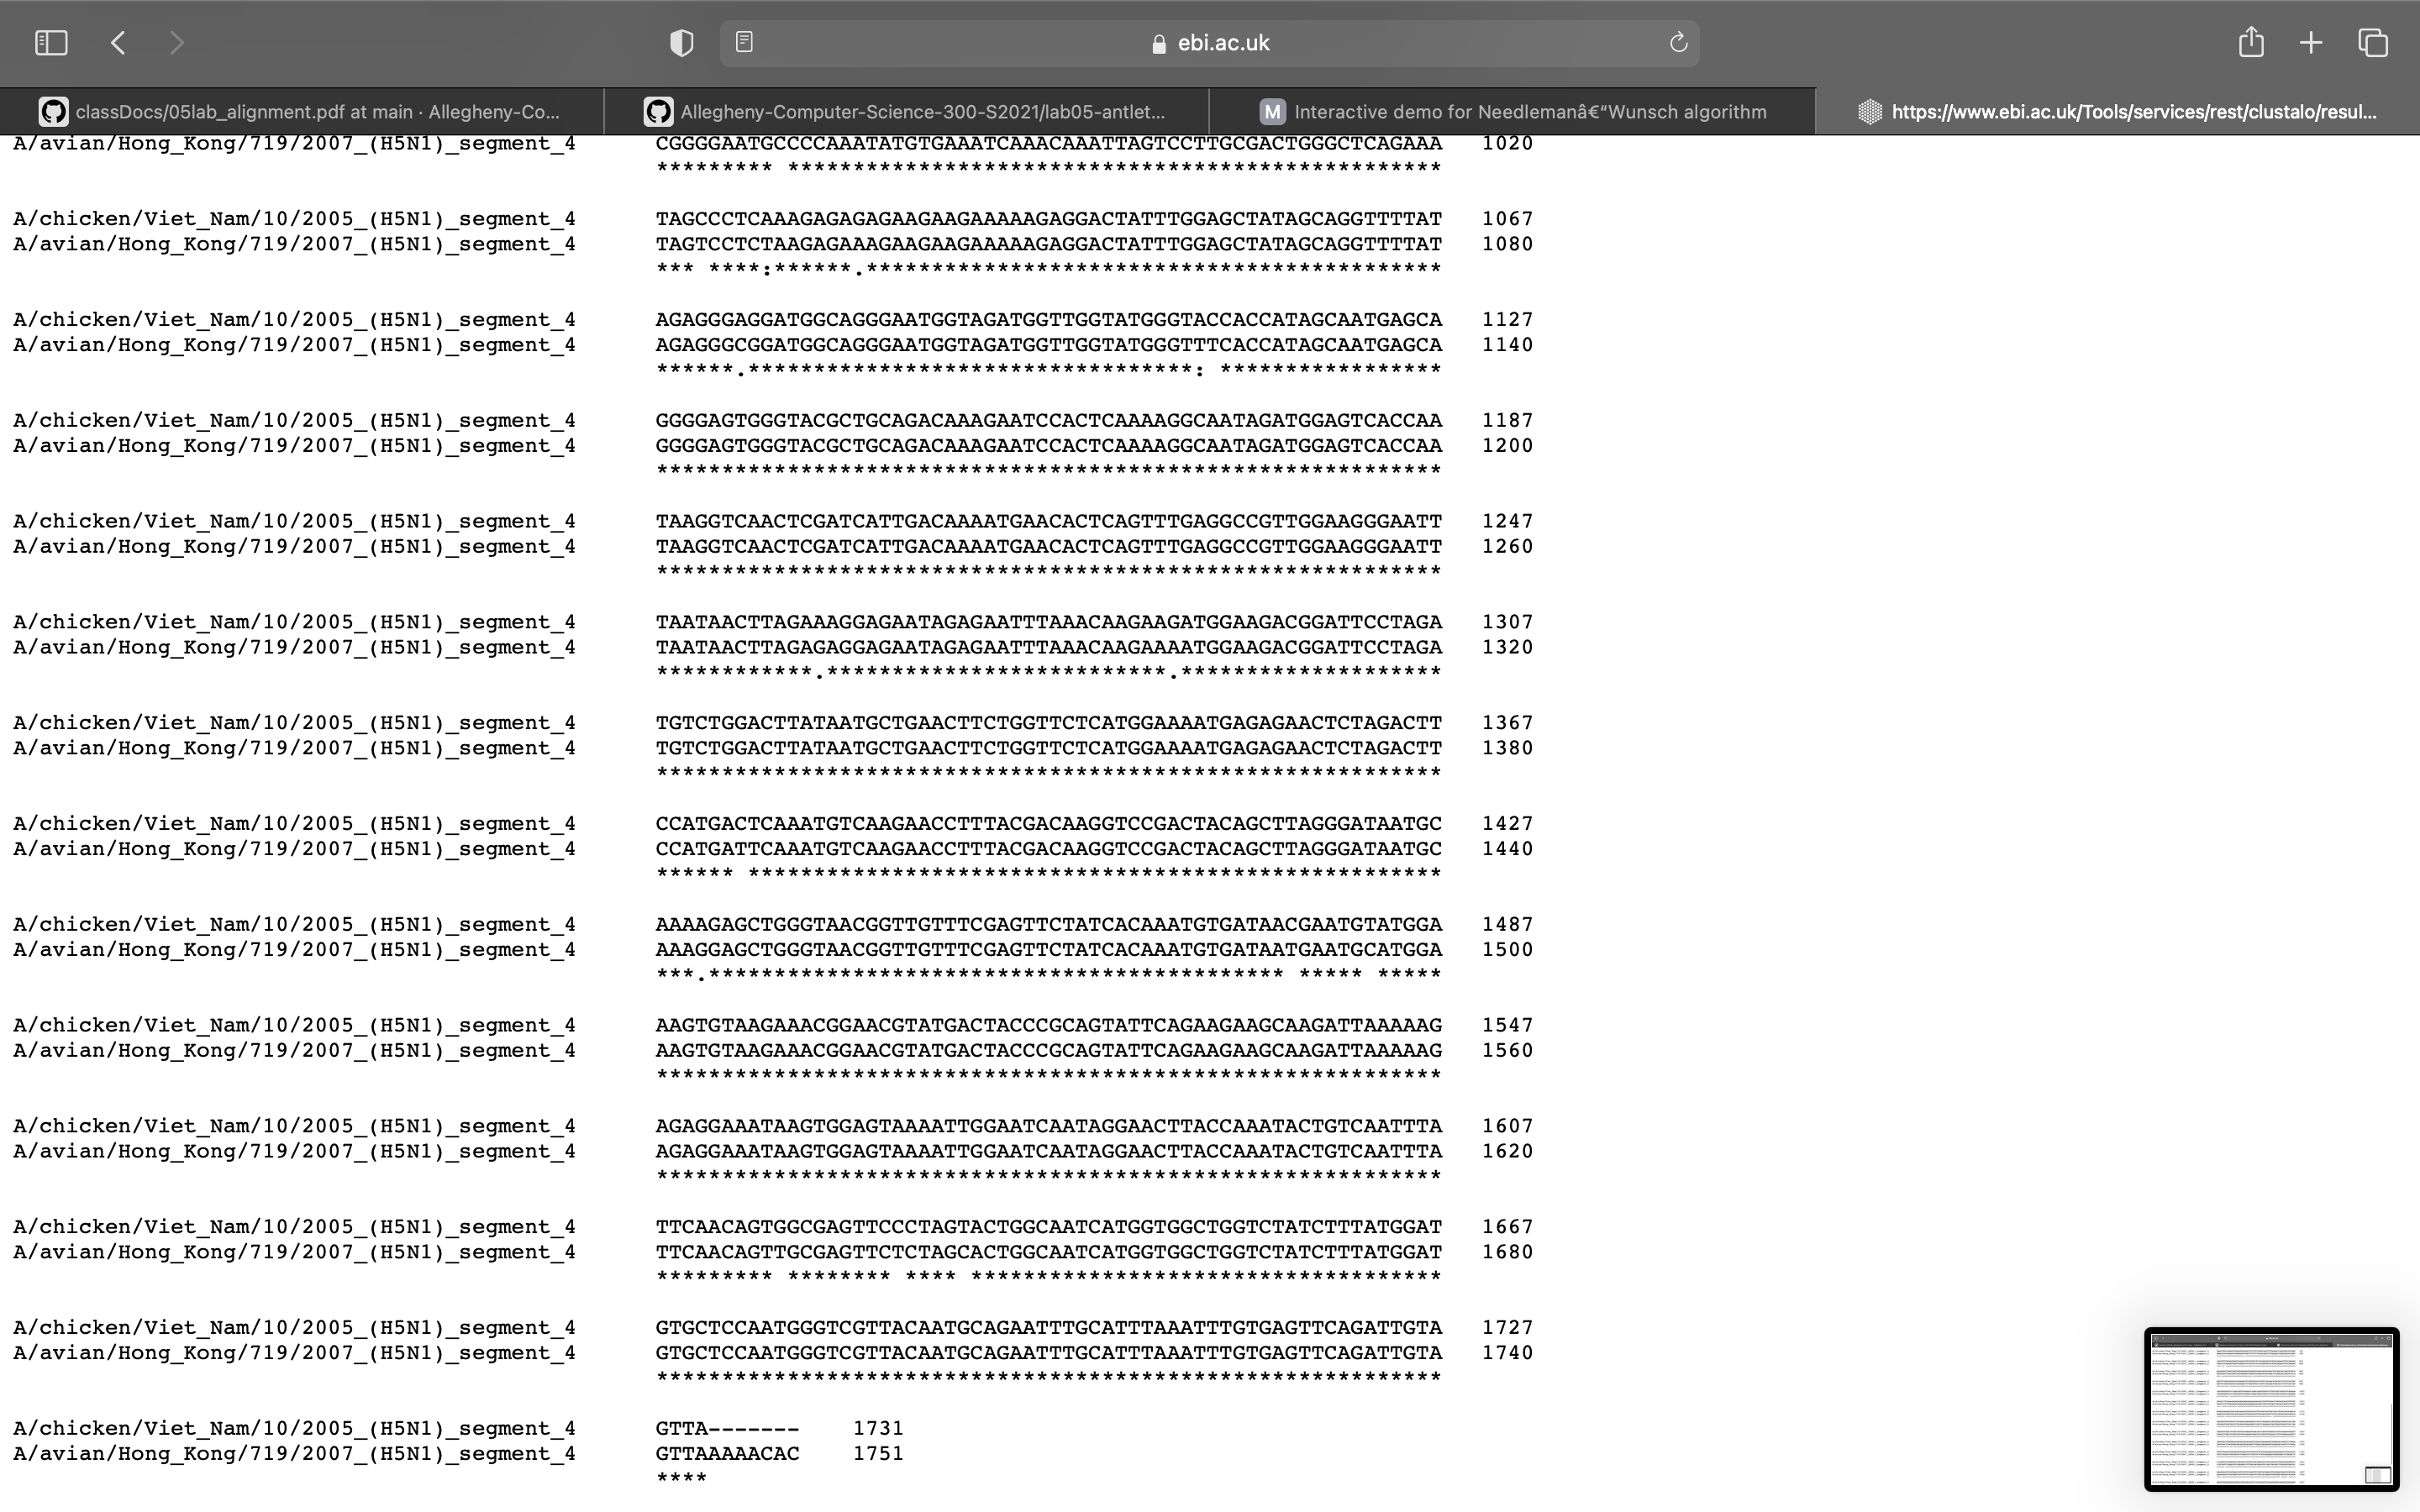 ebi.ac.uk
classDocs/05lab_alignment.pdf at main · Allegheny-Co...
Allegheny-Computer-Science-300-S2021/lab05-antlet...
M Interactive demo for Needlemanâ€“Wunsch algorithm
https://www.ebi.ac.uk/Tools/services/rest/clustalo/resul...
A/avian/Hong_Kong/719/2007_(H5N1)_segment_4 CGGGGAATGCCCCAAATATGTGAAATCAAACAAATTAGTCCTTGCGACTGGGCTCAGAAA 1020
********* **************************************************
A/chicken/Viet_Nam/10/2005_(H5N1)_segment_4 TAGCCCTCAAAGAGAGAGAAGAAGAAAAAGAGGACTATTTGGAGCTATAGCAGGTTTTAT 1067
A/avian/Hong_Kong/719/2007_(H5N1)_segment_4 TAGTCCTCTAAGAGAAAGAAGAAGAAAAAGAGGACTATTTGGAGCTATAGCAGGTTTTAT 1080
*** ****:******.********************************************
A/chicken/Viet_Nam/10/2005_(H5N1)_segment_4 AGAGGGAGGATGGCAGGGAATGGTAGATGGTTGGTATGGGTACCACCATAGCAATGAGCA 1127
A/avian/Hong_Kong/719/2007_(H5N1)_segment_4 AGAGGGCGGATGGCAGGGAATGGTAGATGGTTGGTATGGGTTTCACCATAGCAATGAGCA 1140
******.**********************************: *****************
A/chicken/Viet_Nam/10/2005_(H5N1)_segment_4 GGGGAGTGGGTACGCTGCAGACAAAGAATCCACTCAAAAGGCAATAGATGGAGTCACCAA 1187
A/avian/Hong_Kong/719/2007_(H5N1)_segment_4 GGGGAGTGGGTACGCTGCAGACAAAGAATCCACTCAAAAGGCAATAGATGGAGTCACCAA 1200
************************************************************
A/chicken/Viet_Nam/10/2005_(H5N1)_segment_4 TAAGGTCAACTCGATCATTGACAAAATGAACACTCAGTTTGAGGCCGTTGGAAGGGAATT 1247
A/avian/Hong_Kong/719/2007_(H5N1)_segment_4 TAAGGTCAACTCGATCATTGACAAAATGAACACTCAGTTTGAGGCCGTTGGAAGGGAATT 1260
************************************************************
A/chicken/Viet_Nam/10/2005_(H5N1)_segment_4 TAATAACTTAGAAAGGAGAATAGAGAATTTAAACAAGAAGATGGAAGACGGATTCCTAGA 1307
A/avian/Hong_Kong/719/2007_(H5N1)_segment_4 TAATAACTTAGAGAGGAGAATAGAGAATTTAAACAAGAAAATGGAAGACGGATTCCTAGA 1320
************.**************************.********************
A/chicken/Viet_Nam/10/2005_(H5N1)_segment_4 TGTCTGGACTTATAATGCTGAACTTCTGGTTCTCATGGAAAATGAGAGAACTCTAGACTT 1367
A/avian/Hong_Kong/719/2007_(H5N1)_segment_4 TGTCTGGACTTATAATGCTGAACTTCTGGTTCTCATGGAAAATGAGAGAACTCTAGACTT 1380
************************************************************
A/chicken/Viet_Nam/10/2005_(H5N1)_segment_4 CCATGACTCAAATGTCAAGAACCTTTACGACAAGGTCCGACTACAGCTTAGGGATAATGC 1427
A/avian/Hong_Kong/719/2007_(H5N1)_segment_4 CCATGATTCAAATGTCAAGAACCTTTACGACAAGGTCCGACTACAGCTTAGGGATAATGC 1440
****** *****************************************************
A/chicken/Viet_Nam/10/2005_(H5N1)_segment_4 AAAAGAGCTGGGTAACGGTTGTTTCGAGTTCTATCACAAATGTGATAACGAATGTATGGA 1487
A/avian/Hong_Kong/719/2007_(H5N1)_segment_4 AAAGGAGCTGGGTAACGGTTGTTTCGAGTTCTATCACAAATGTGATAATGAATGCATGGA 1500
***.******************************************** ***** *****
A/chicken/Viet_Nam/10/2005_(H5N1)_segment_4 AAGTGTAAGAAACGGAACGTATGACTACCCGCAGTATTCAGAAGAAGCAAGATTAAAAAG 1547
A/avian/Hong_Kong/719/2007_(H5N1)_segment_4 AAGTGTAAGAAACGGAACGTATGACTACCCGCAGTATTCAGAAGAAGCAAGATTAAAAAG 1560
************************************************************
A/chicken/Viet_Nam/10/2005_(H5N1)_segment_4 AGAGGAAATAAGTGGAGTAAAATTGGAATCAATAGGAACTTACCAAATACTGTCAATTTA 1607
A/avian/Hong_Kong/719/2007_(H5N1)_segment_4 AGAGGAAATAAGTGGAGTAAAATTGGAATCAATAGGAACTTACCAAATACTGTCAATTTA 1620
************************************************************
A/chicken/Viet_Nam/10/2005_(H5N1)_segment_4 TTCAACAGTGGCGAGTTCCCTAGTACTGGCAATCATGGTGGCTGGTCTATCTTTATGGAT 1667
A/avian/Hong_Kong/719/2007_(H5N1)_segment_4 TTCAACAGTTGCGAGTTCTCTAGCACTGGCAATCATGGTGGCTGGTCTATCTTTATGGAT 1680
********* ******** **** ************************************
A/chicken/Viet_Nam/10/2005_(H5N1)_segment_4 GTGCTCCAATGGGTCGTTACAATGCAGAATTTGCATTTAAATTTGTGAGTTCAGATTGTA 1727
A/avian/Hong_Kong/719/2007_(H5N1)_segment_4 GTGCTCCAATGGGTCGTTACAATGCAGAATTTGCATTTAAATTTGTGAGTTCAGATTGTA 1740
************************************************************
A/chicken/Viet_Nam/10/2005_(H5N1)_segment_4 GTTA------- 1731
A/avian/Hong_Kong/719/2007_(H5N1)_segment_4 GTTAAAAACAC 1751
****